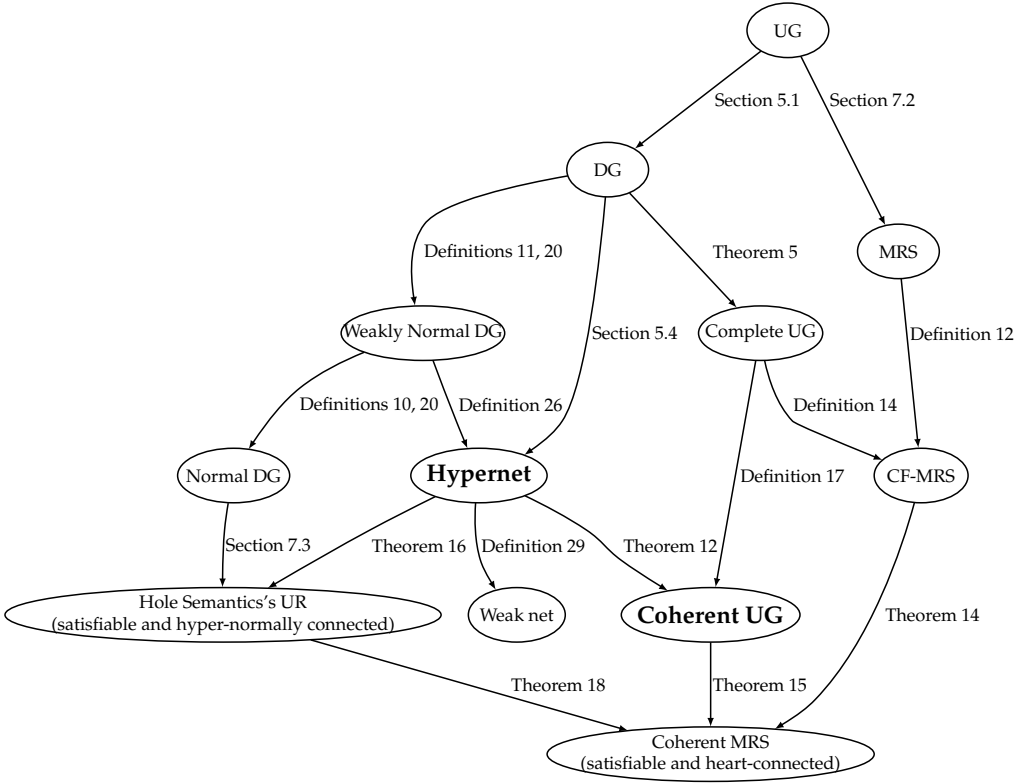 UG
Section 5.1
Section 7.2
DG
Definitions 11, 20
Theorem 5
MRS
Weakly Normal DG
Section 5.4
Complete UG
Definition 12
Definitions 10, 20
Definition 26
Definition 14
Normal DG
Hypernet
Definition 17
CF-MRS
Section 7.3
Theorem 16
Definition 29
Theorem 12
Hole Semantics's UR
(satisfiable and hyper-normally connected)
Weak net
Coherent UG
Theorem 14
Theorem 18
Theorem 15
Coherent MRS
(satisfiable and heart-connected)